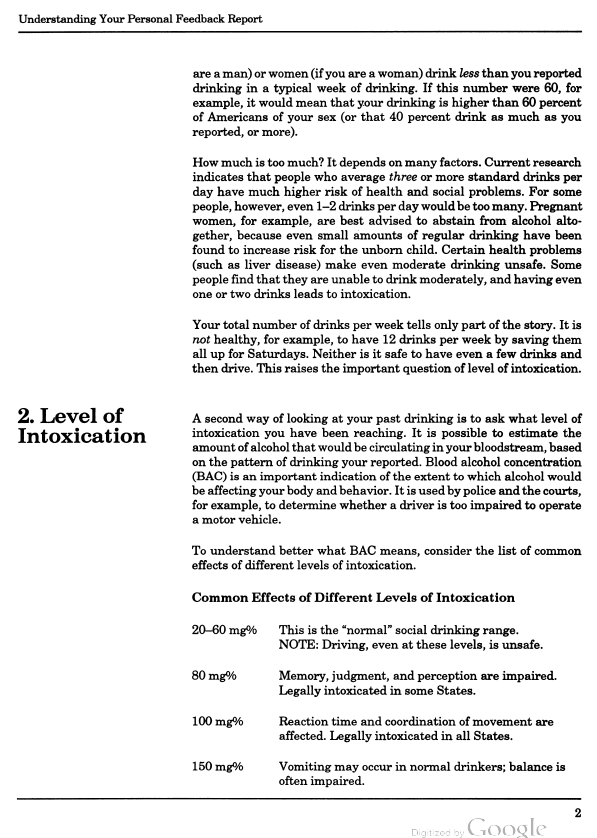 Understanding Your Personal Feedback Report
are a man) or women (if you are a woman) drink less than you reported
drinking in a typical week of drinking. If this number were 60, for
example, it would mean that your drinking is higher than 60 percent
of Americans of your sex (or that 40 percent drink as much as you
reported, or more).
How much is too much? It depends on many factors. Current research
indicates that people who average three or more standard drinks per
day have much higher risk of health and social problems. For some
people, however, even 1–2 drinks per day would be too many. Pregnant
women, for example, are best advised to abstain from alcohol alto-
gether, because even small amounts of regular drinking have been
found to increase risk for the unborn child. Certain health problems
(such as liver disease) make even moderate drinking unsafe. Some
people find that they are unable to drink moderately, and having even
one or two drinks leads to intoxication.
Your total number of drinks per week tells only part of the story. It is
not healthy, for example, to have 12 drinks per week by saving them
all up for Saturdays. Neither is it safe to have even a few drinks and
then drive. This raises the important question of level of intoxication.
2. Level of
Intoxication
A second way of looking at your past drinking is to ask what level of
intoxication you have been reaching. It is possible to estimate the
amount of alcohol that would be circulating in your bloodstream, based
on the pattern of drinking your reported. Blood alcohol concentration
(BAC) is an important indication of the extent to which alcohol would
be affecting your body and behavior. It is used by police and the courts,
for example, to determine whether a driver is too impaired to operate
a motor vehicle.
To understand better what BAC means, consider the list of common
effects of different levels of intoxication.
Common Effects of Different Levels of Intoxication
20–60 mg% This is the “normal” social drinking range.
NOTE: Driving, even at these levels, is unsafe.
80 mg% Memory, judgment, and perception are impaired.
Legally intoxicated in some States.
100 mg% Reaction time and coordination of movement are
affected. Legally intoxicated in all States.
150 mg% Vomiting may occur in normal drinkers; balance is
often impaired.
2
Digitized by Google